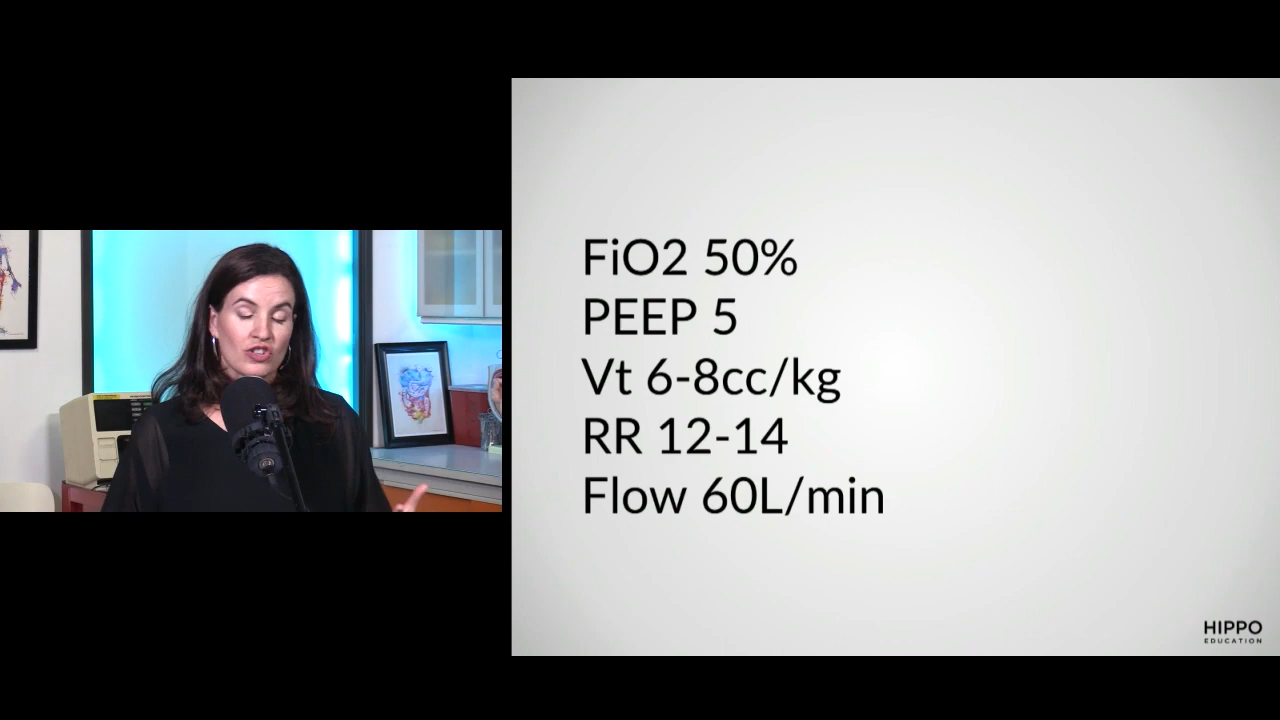 FiO2 50%
PEEP 5
Vt 6-8cc/kg
RR 12-14
Flow 60L/min
HIPPO
EDUCATION